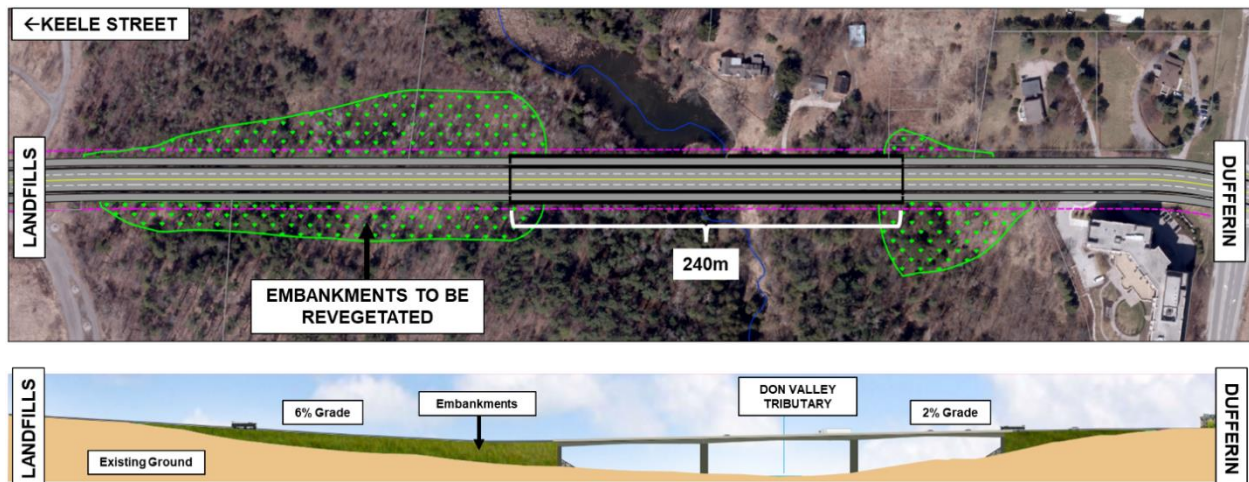 ←KEELE STREET
LANDFILLS
DUFFERIN
240m
EMBANKMENTS TO BE
REVEGETATED
LANDFILLS
6% Grade
Embankments
DON VALLEY
TRIBUTARY
2% Grade
DUFFERIN
Existing Ground